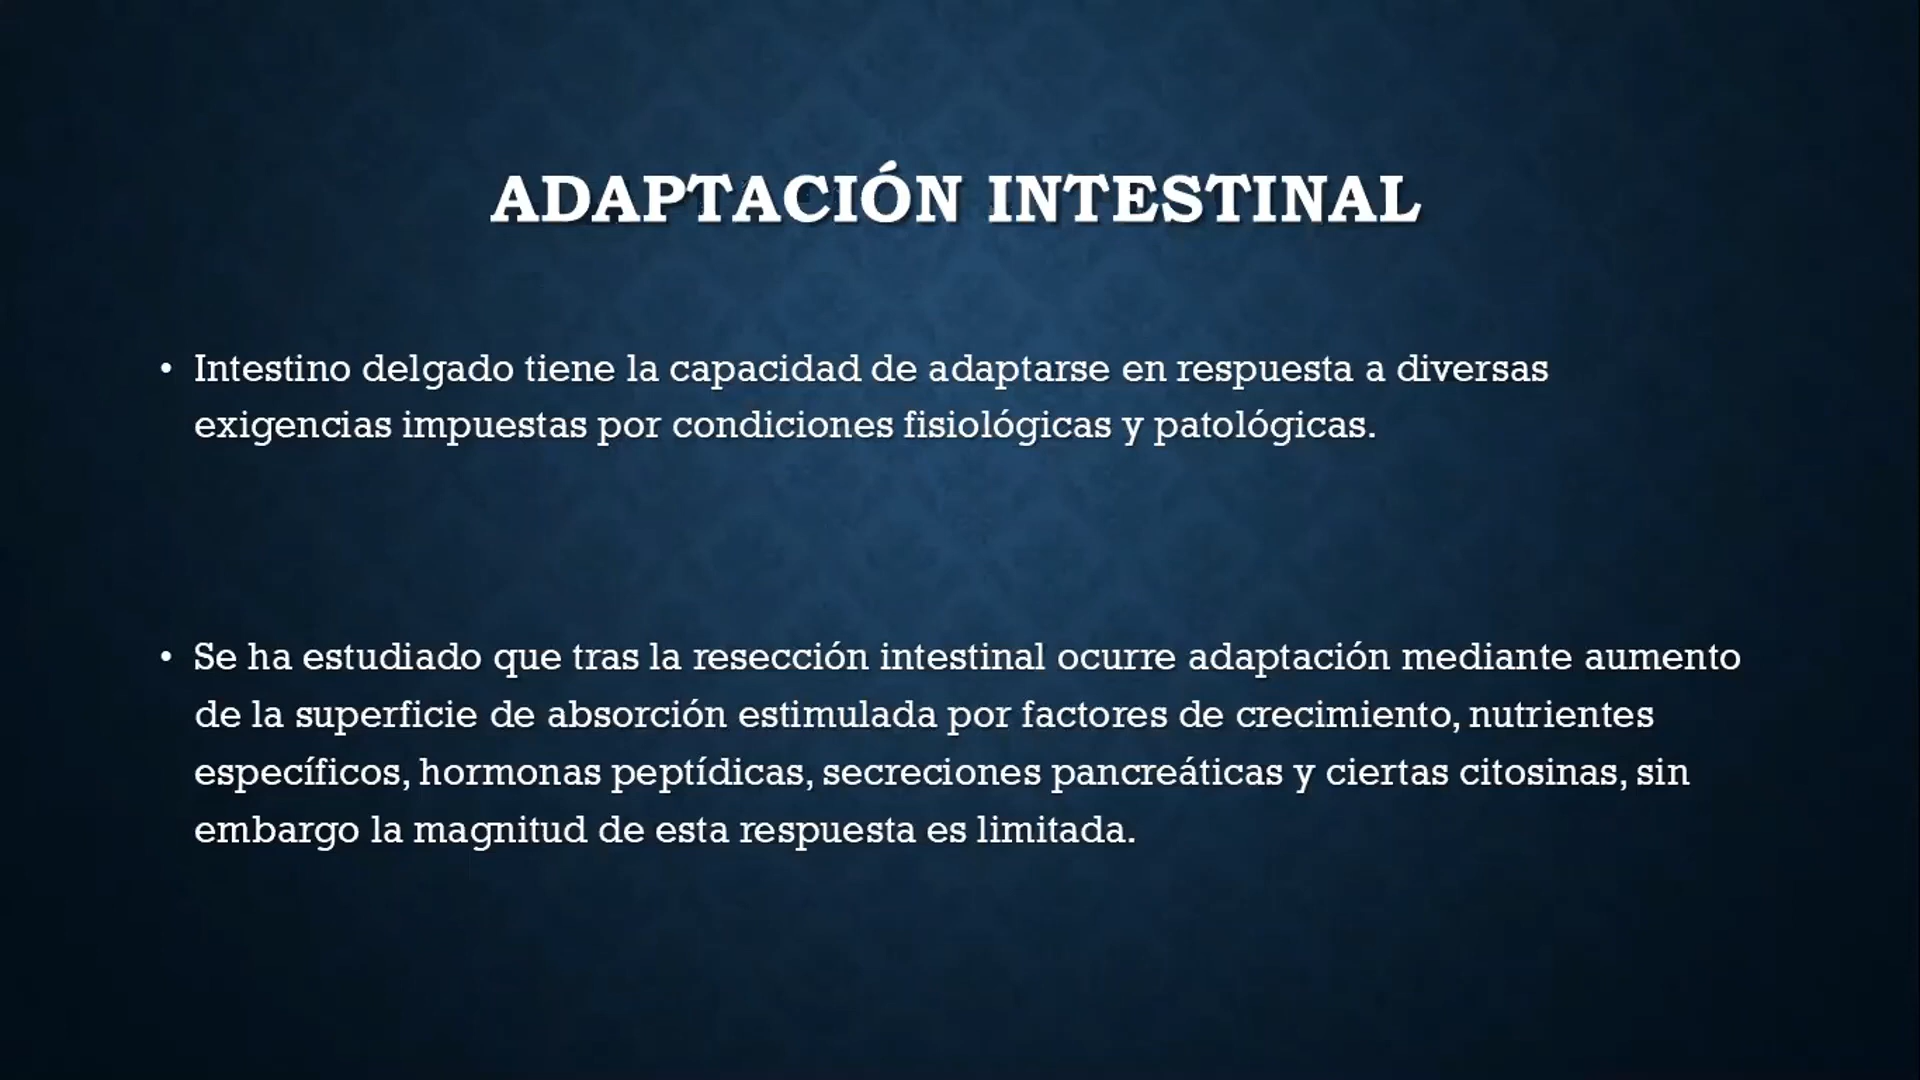 ADAPTACIÓN INTESTINAL
• Intestino delgado tiene la capacidad de adaptarse en respuesta a diversas
exigencias impuestas por condiciones fisiológicas y patológicas.
• Se ha estudiado que tras la resección intestinal ocurre adaptación mediante aumento
de la superficie de absorción estimulada por factores de crecimiento, nutrientes
específicos, hormonas peptídicas, secreciones pancreáticas y ciertas citosinas, sin
embargo la magnitud de esta respuesta es limitada.